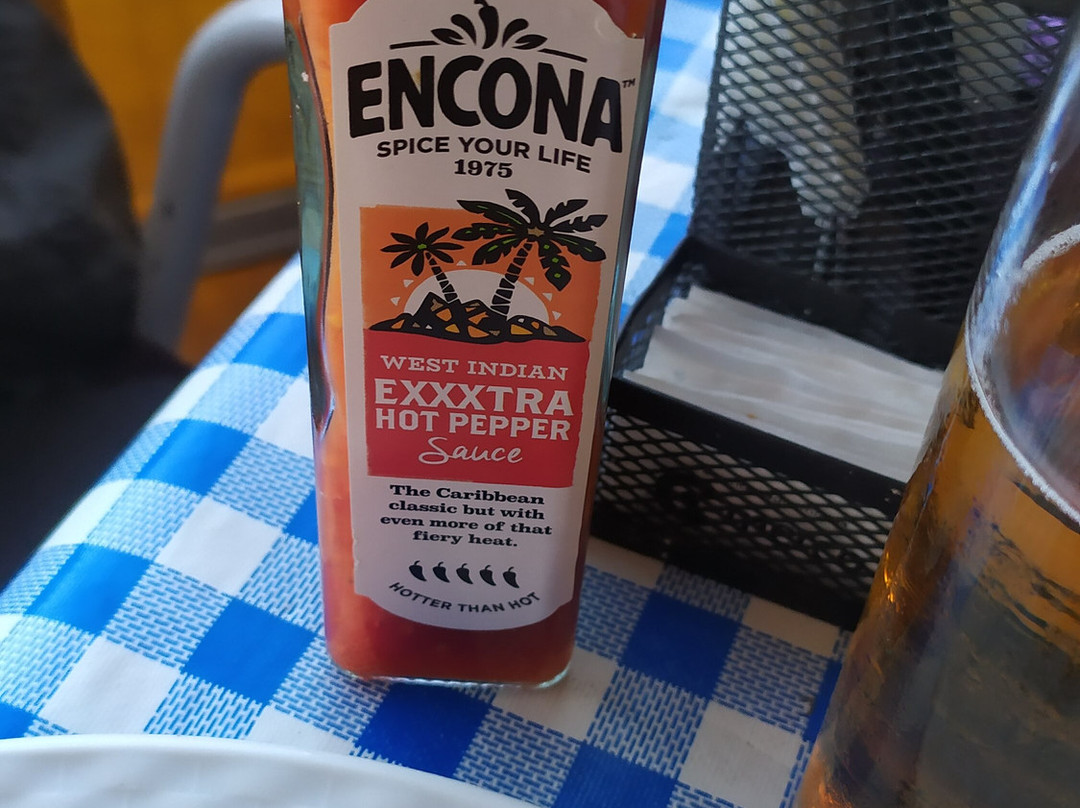 ENCONA™
SPICE YOUR LIFE
1975
WEST INDIAN
EXXXTRA
HOT PEPPER
Sauce
The Caribbean
classic but with
even more of that
fiery heat.
HOTTER THAN HOT